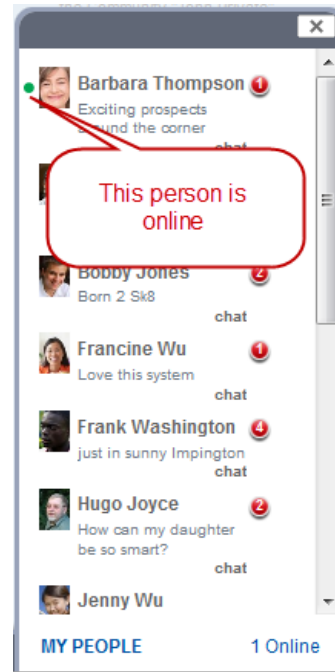 Barbara Thompson 1
Exciting prospects
around the corner
chat
This person is
online
Bobby Jones 2
Born 2 Sk8
chat
Francine Wu 1
Love this system
chat
Frank Washington 4
just in sunny Impington
chat
Hugo Joyce 2
How can my daughter
be so smart?
chat
Jenny Wu
MY PEOPLE 1 Online